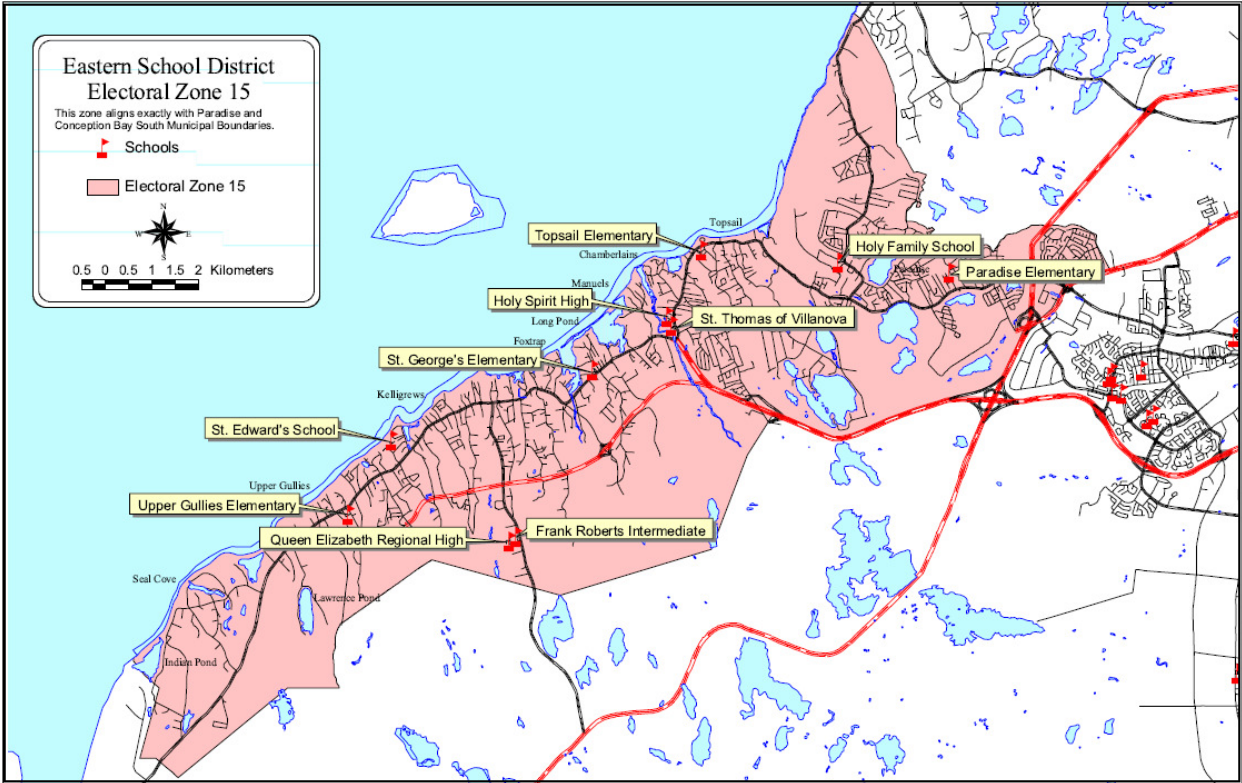 Eastern School District
Electoral Zone 15
This zone aligns exactly with Paradise and
Conception Bay South Municipal Boundaries.
Schools
Electoral Zone 15
N
W E
S
0.5 0 0.5 1 1.5 2 Kilometers
Topsail
Topsail Elementary
Chamberlains
Holy Family School
Paradise
Paradise Elementary
Manuels
Holy Spirit High
Long Pond
St. Thomas of Villanova
Foxtrap
St. George's Elementary
Kelligrews
St. Edward's School
Upper Gullies
Upper Gullies Elementary
Queen Elizabeth Regional High
Frank Roberts Intermediate
Seal Cove
Lawrence Pond
Indian Pond